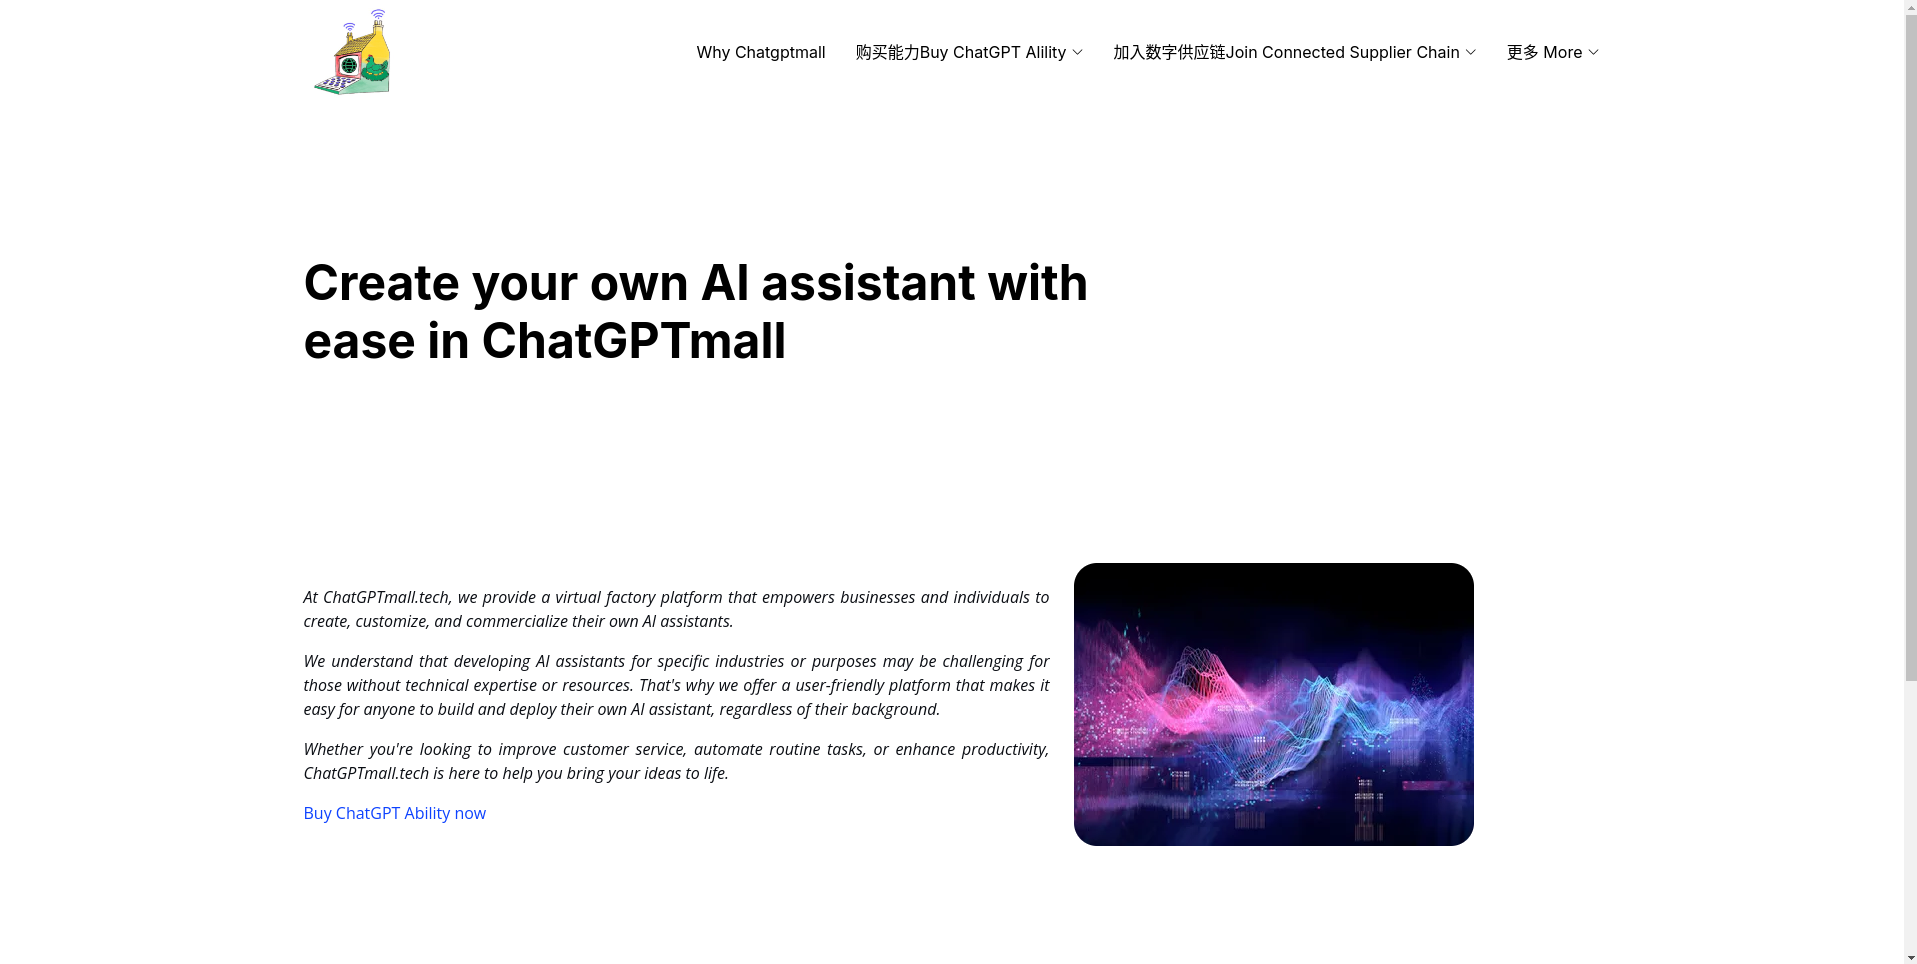 Why Chatgptmall
购买能力Buy ChatGPT Alility
加入数字供应链Join Connected Supplier Chain
更多 More
Create your own AI assistant with
ease in ChatGPTmall
At ChatGPTmall.tech, we provide a virtual factory platform that empowers businesses and individuals to
create, customize, and commercialize their own AI assistants.
We understand that developing AI assistants for specific industries or purposes may be challenging for
those without technical expertise or resources. That's why we offer a user-friendly platform that makes it
easy for anyone to build and deploy their own AI assistant, regardless of their background.
Whether you're looking to improve customer service, automate routine tasks, or enhance productivity,
ChatGPTmall.tech is here to help you bring your ideas to life.
Buy ChatGPT Ability now